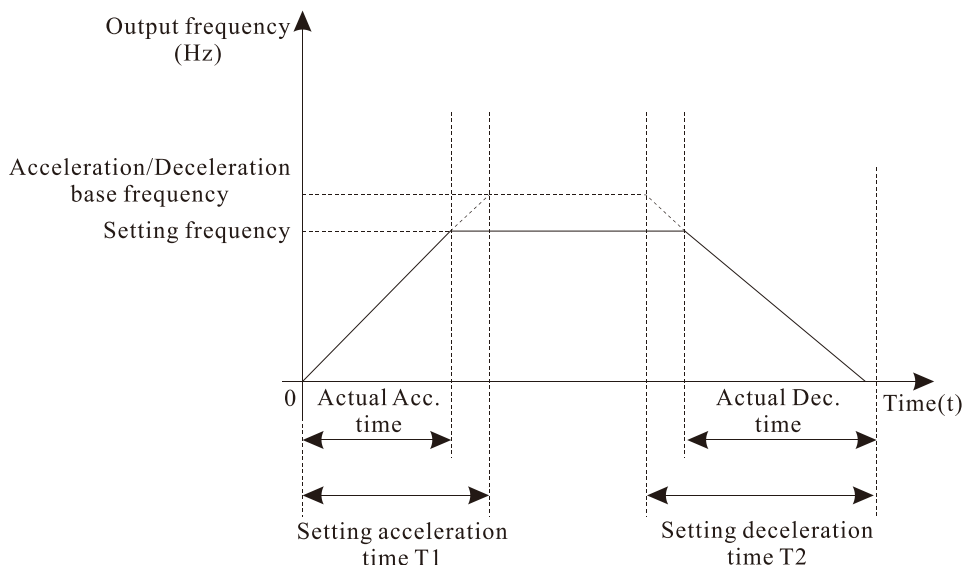 Output frequency
(Hz)
Acceleration/Deceleration
base frequency
Setting frequency
0
Actual Acc.
time
Actual Dec.
time
Time(t)
Setting acceleration
time T1
Setting deceleration
time T2